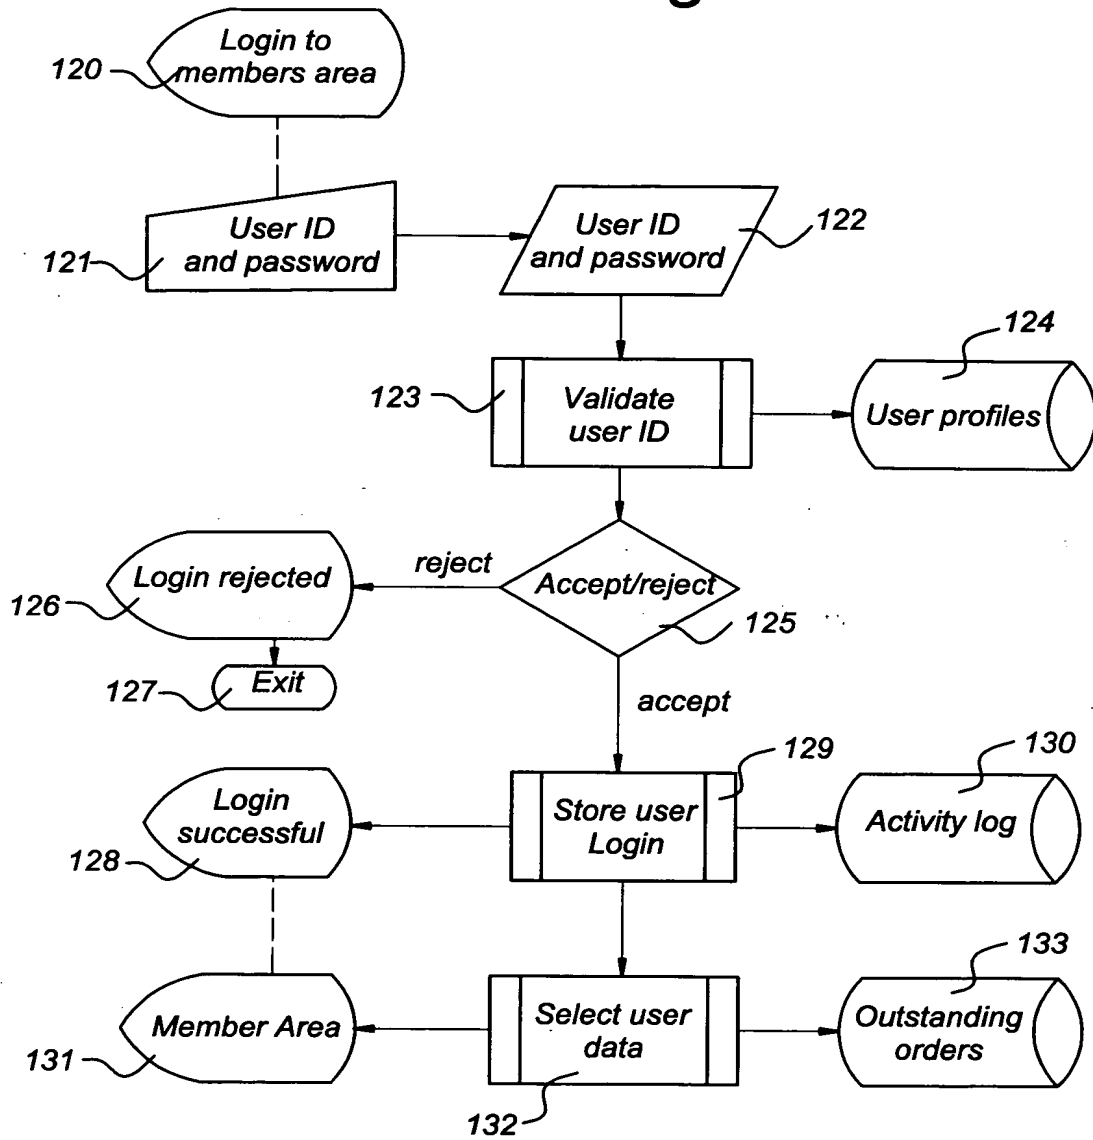 Login to
members area
120
User ID
and password
121
User ID
and password
122
Validate
user ID
123
User profiles
124
Accept/reject
125
reject
Login rejected
126
Exit
127
accept
Login
successful
128
Store user
Login
129
Activity log
130
Member Area
131
Select user
data
132
Outstanding
orders
133